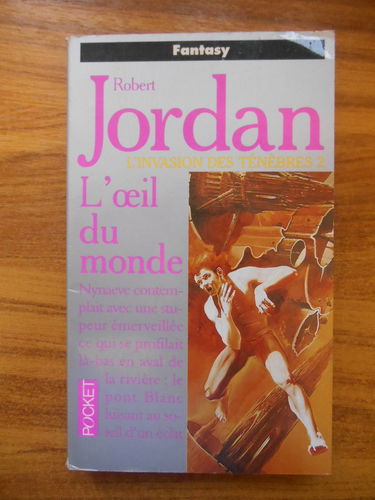 Fantasy
Robert
Jordan
L'INVASION DES TÉNÈBRES 2
L'œil
du
monde
Nynaeve contem-
plait avec une stu-
peur émerveillée
ce qui se profilait
là-bas en aval de
la rivière : le
pont Blanc
luisant au so-
leil d'un éclat
POCKET